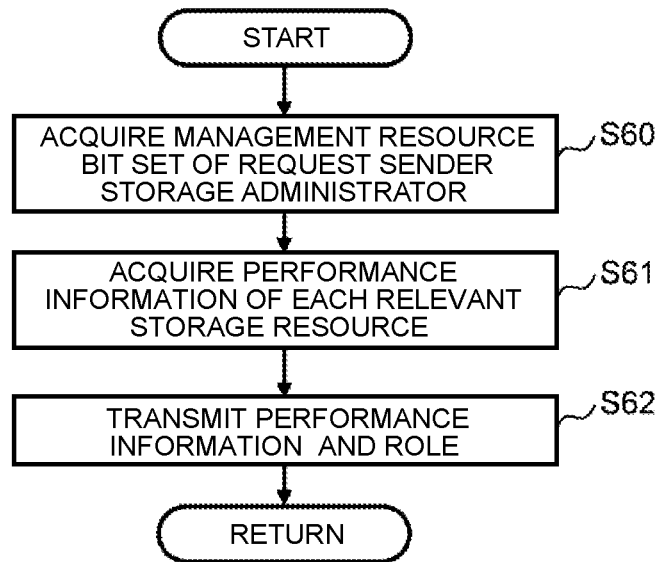 START
ACQUIRE MANAGEMENT RESOURCE
BIT SET OF REQUEST SENDER
STORAGE ADMINISTRATOR
S60
ACQUIRE PERFORMANCE
INFORMATION OF EACH RELEVANT
STORAGE RESOURCE
S61
TRANSMIT PERFORMANCE
INFORMATION AND ROLE
S62
RETURN